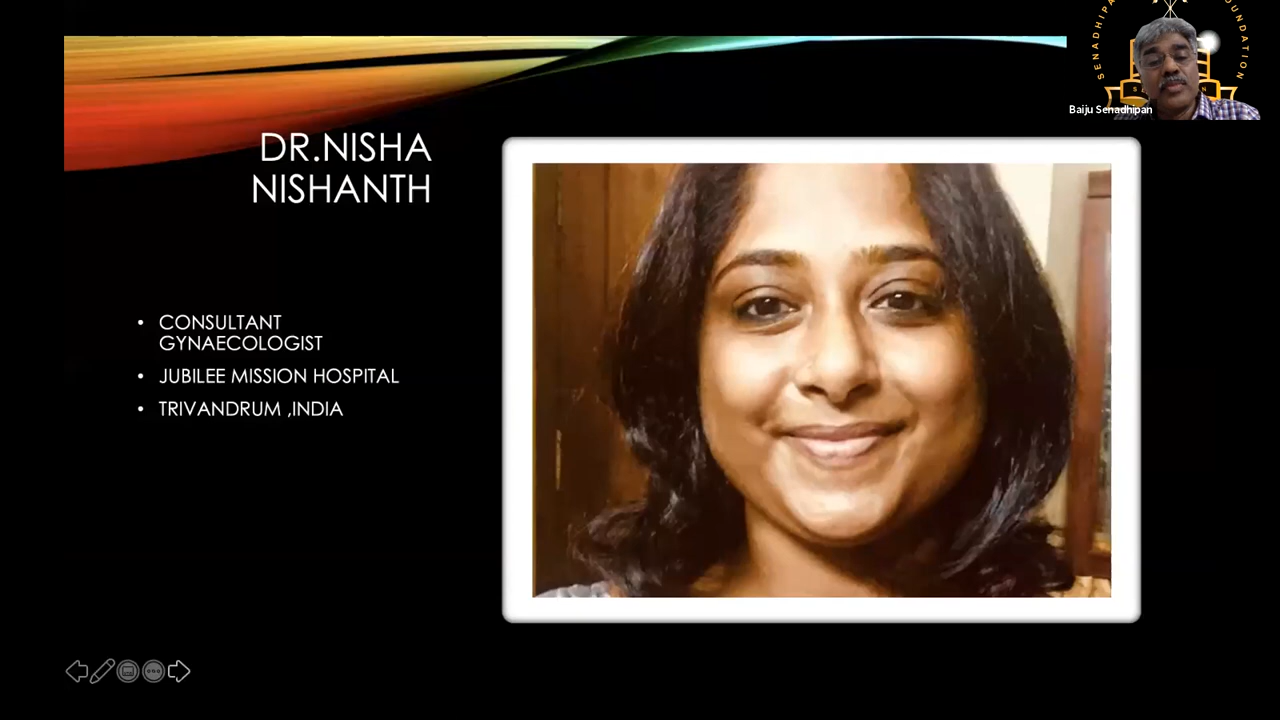 DR.NISHA
NISHANTH
• CONSULTANT
GYNAECOLOGIST
• JUBILEE MISSION HOSPITAL
• TRIVANDRUM ,INDIA
Baiju Senadhipan